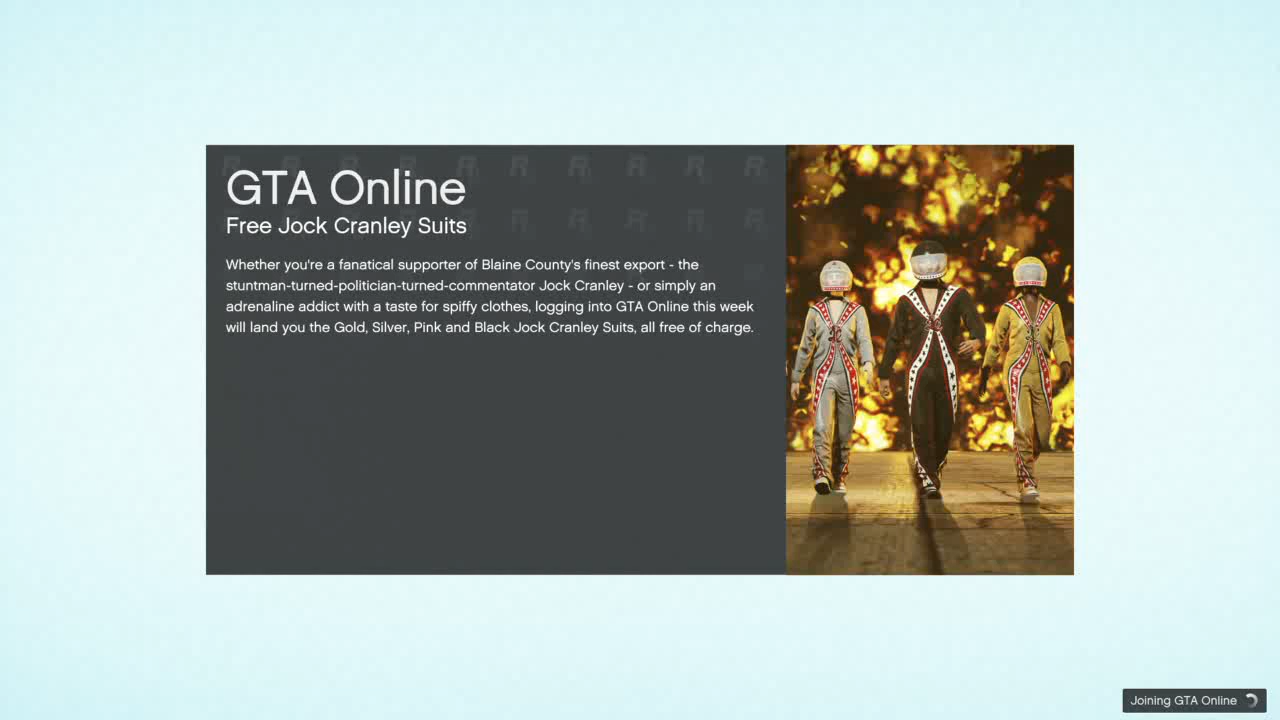 GTA Online
Free Jock Cranley Suits
Whether you're a fanatical supporter of Blaine County's finest export - the
stuntman-turned-politician-turned-commentator Jock Cranley - or simply an
adrenaline addict with a taste for spiffy clothes, logging into GTA Online this week
will land you the Gold, Silver, Pink and Black Jock Cranley Suits, all free of charge.
Joining GTA Online